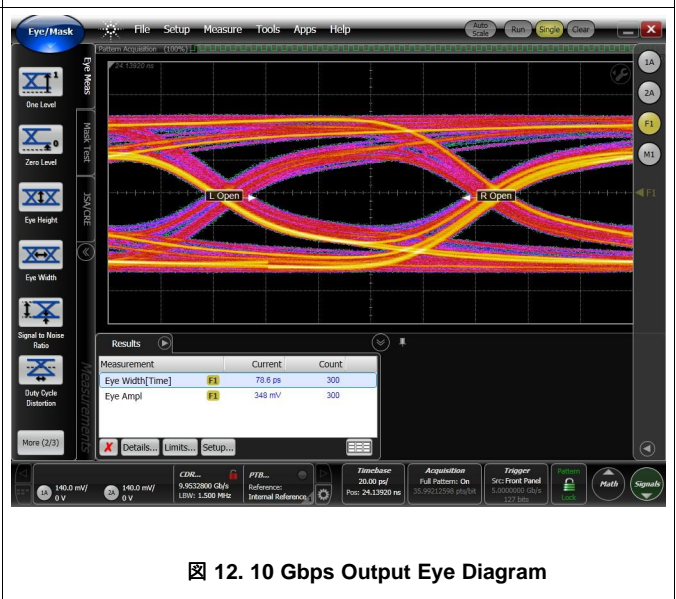 Eye/Mask
File Setup Measure Tools Apps Help
Auto Scale
Run
Single
Clear
Pattern Acquisition (100%)
24.13920 ns
Eye Meas
Mask Test
JSA/CRE
One Level
Zero Level
Eye Height
Eye Width
Signal to Noise
Ratio
Duty Cycle
Distortion
More (2/3)
Measurements
1A
2A
F1
M1
F1
L Open
R Open
Results
Measurement Current Count
Eye Width[Time] F1 78.6 ps 300
Eye Ampl F1 348 mV 300
Details... Limits... Setup...
1A 140.0 mV/
0 V
2A 140.0 mV/
0 V
CDR...
9.9532800 Gb/s
LBW: 1.500 MHz
PTB...
Reference:
Internal Reference
Timebase
20.00 ps/
Pos: 24.13920 ns
Acquisition
Full Pattern: On
35.99212598 pts/bit
Trigger
Src: Front Panel
5.0000000 Gb/s
127 bits
Pattern
Lock
Math
Signals
図 12. 10 Gbps Output Eye Diagram